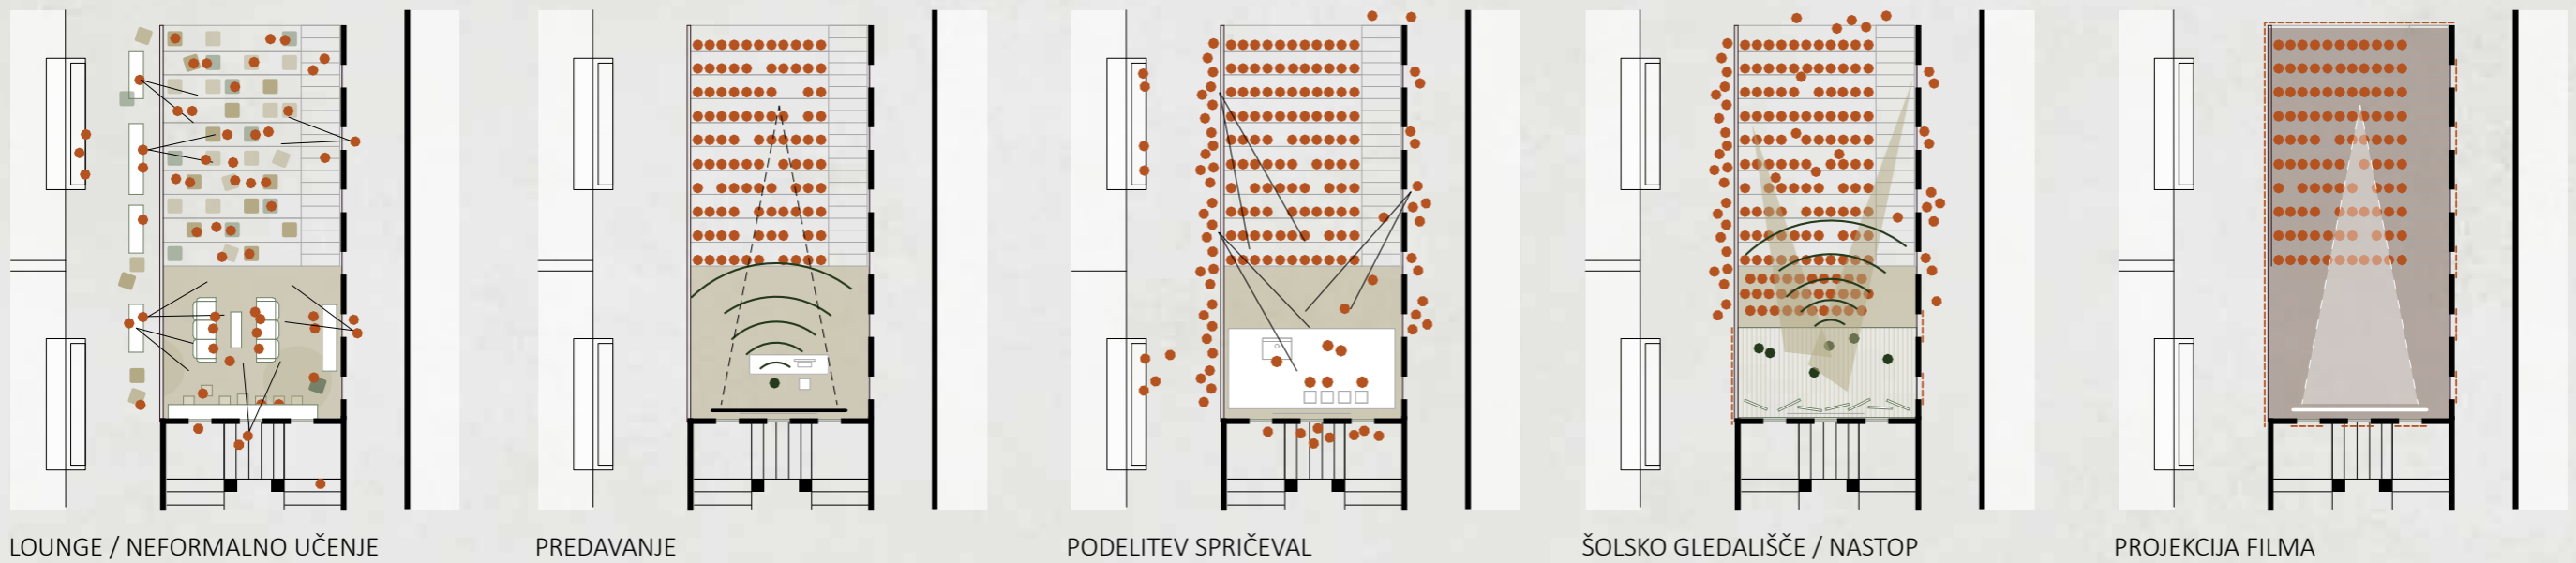 LOUNGE / NEFORMALNO UČENJE
PREDAVANJE
PODELITEV SPRIČEVAL
ŠOLSKO GLEDALIŠČE / NASTOP
PROJEKCIJA FILMA